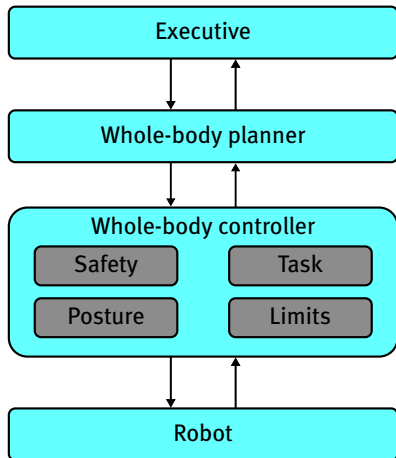 Executive
Whole-body planner
Whole-body controller
Safety
Task
Posture
Limits
Robot